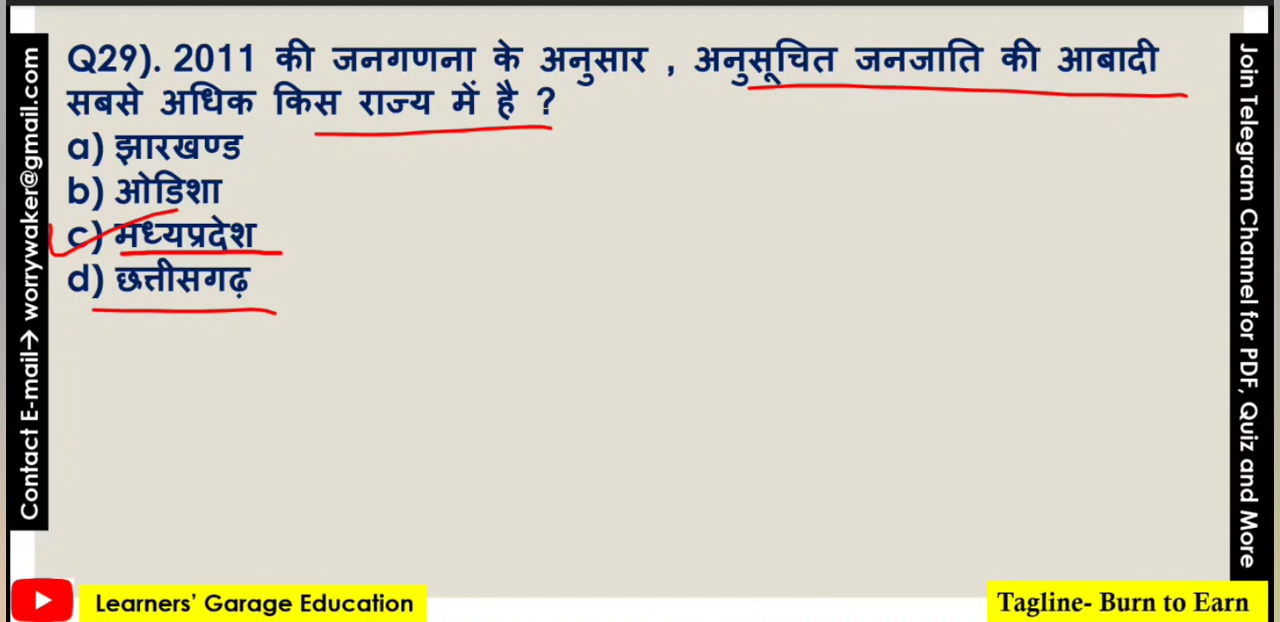 Q29). 2011 की जनगणना के अनुसार , अनुसूचित जनजाति की आबादी
सबसे अधिक किस राज्य में है ?
a) झारखण्ड
b) ओडिशा
c) मध्यप्रदेश
d) छत्तीसगढ़
Contact E-mail→ worrywaker@gmail.com
Join Telegram Channel for PDF, Quiz and More
Learners’ Garage Education
Tagline- Burn to Earn